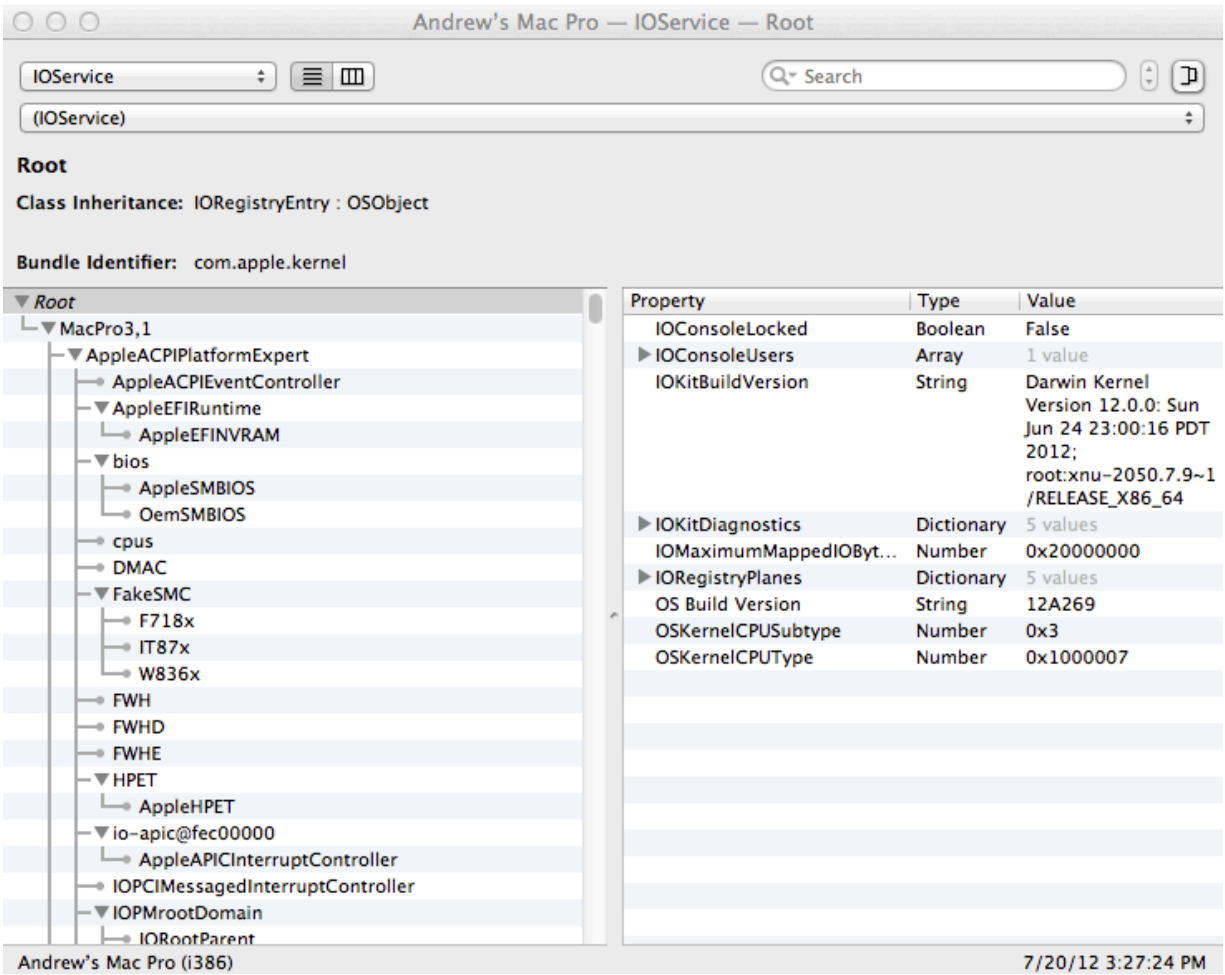 Andrew's Mac Pro — IOService — Root
IOService
Search
(IOService)
Root
Class Inheritance: IORegistryEntry : OSObject
Bundle Identifier: com.apple.kernel
Root
MacPro3,1
AppleACPIPlatformExpert
AppleACPIEventController
AppleEFIRuntime
AppleEFINVRAM
bios
AppleSMBIOS
OemSMBIOS
cpus
DMAC
FakeSMC
F718x
IT87x
W836x
FWH
FWHD
FWHE
HPET
AppleHPET
io-apic@fec00000
AppleAPICInterruptController
IOPCIMessagedInterruptController
IOPMrootDomain
IORootParent
Property Type Value
IOConsoleLocked Boolean False
IOConsoleUsers Array 1 value
IOKitBuildVersion String Darwin Kernel
Version 12.0.0: Sun
Jun 24 23:00:16 PDT
2012;
root:xnu-2050.7.9~1
/RELEASE_X86_64
IOKitDiagnostics Dictionary 5 values
IOMaximumMappedIOByt... Number 0x20000000
IORegistryPlanes Dictionary 5 values
OS Build Version String 12A269
OSKernelCPUSubtype Number 0x3
OSKernelCPUType Number 0x1000007
Andrew's Mac Pro (i386)
7/20/12 3:27:24 PM